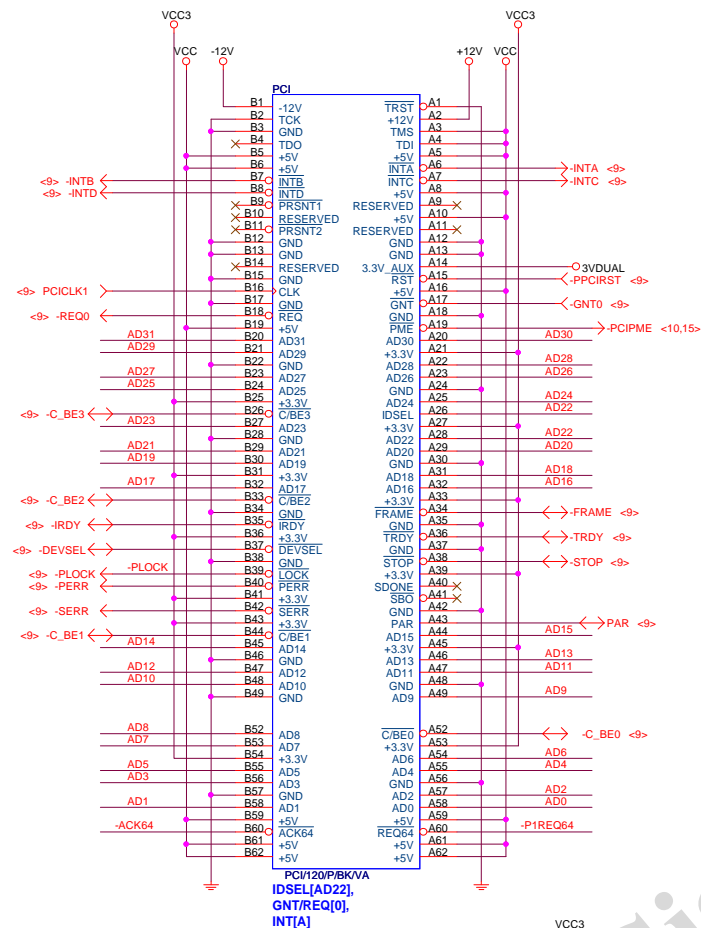 VCC3 VCC3
VCC -12V +12V VCC
PCI
B1 -12V TRST A1
B2 TCK +12V A2
B3 GND TMS A3
B4 TDO TDI A4
B5 +5V +5V A5
B6 +5V INTA A6 -INTA <9>
<9> -INTB B7 INTB INTC A7 -INTC <9>
<9> -INTD B8 INTD +5V A8
B9 PRSNT1 RESERVED A9
B10 RESERVED +5V A10
B11 PRSNT2 RESERVED A11
B12 GND GND A12
B13 GND GND A13
B14 RESERVED 3.3V_AUX A14 3VDUAL
B15 GND RST A15 -PPCIRST <9>
<9> PCICLK1 B16 CLK +5V A16
B17 GND GNT A17 -GNT0 <9>
<9> -REQ0 B18 REQ GND A18
B19 +5V PME A19 -PCIPME <10,15>
AD31 B20 AD31 AD30 A20 AD30
AD29 B21 AD29 +3.3V A21
B22 GND AD28 A22 AD28
AD27 B23 AD27 AD26 A23 AD26
AD25 B24 AD25 GND A24
B25 +3.3V AD24 A25 AD24
<9> -C_BE3 B26 C/BE3 IDSEL A26 AD22
AD23 B27 AD23 +3.3V A27
B28 GND AD22 A28 AD22
AD21 B29 AD21 AD20 A29 AD20
AD19 B30 AD19 GND A30
B31 +3.3V AD18 A31 AD18
AD17 B32 AD17 AD16 A32 AD16
<9> -C_BE2 B33 C/BE2 +3.3V A33
B34 GND FRAME A34 -FRAME <9>
<9> -IRDY B35 IRDY GND A35
B36 +3.3V TRDY A36 -TRDY <9>
<9> -DEVSEL B37 DEVSEL GND A37
B38 GND STOP A38 -STOP <9>
<9> -PLOCK -PLOCK B39 LOCK +3.3V A39
<9> -PERR B40 PERR SDONE A40
B41 +3.3V SBO A41
<9> -SERR B42 SERR GND A42
B43 +3.3V PAR A43 PAR <9>
<9> -C_BE1 B44 C/BE1 AD15 A44 AD15
AD14 B45 AD14 +3.3V A45
B46 GND AD13 A46 AD13
AD12 B47 AD12 AD11 A47 AD11
AD10 B48 AD10 GND A48
B49 GND AD9 A49 AD9
AD8 B52 AD8 C/BE0 A52 -C_BE0 <9>
AD7 B53 AD7 +3.3V A53
B54 +3.3V AD6 A54 AD6
AD5 B55 AD5 AD4 A55 AD4
AD3 B56 AD3 GND A56
B57 GND AD2 A57 AD2
AD1 B58 AD1 AD0 A58 AD0
B59 +5V +5V A59
-ACK64 B60 ACK64 REQ64 A60 -P1REQ64
B61 +5V +5V A61
B62 +5V +5V A62
PCI/120/P/BK/VA
IDSEL[AD22],
GNT/REQ[0],
INT[A]
VCC3